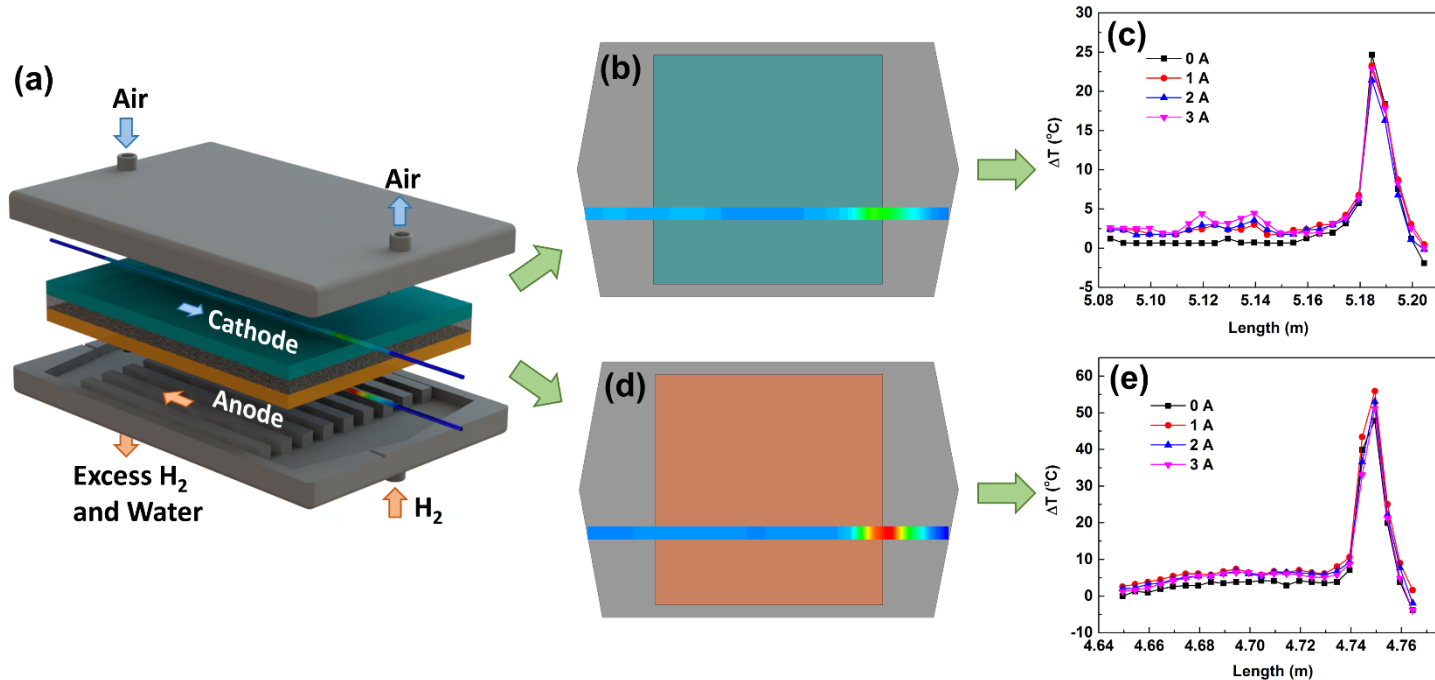 (a)
Air
Air
Cathode
Anode
Excess H₂
and Water
H₂
(b)
(c)
30
25
20
15
10
5
0
-5
ΔT (°C)
0 A
1 A
2 A
3 A
5.08 5.10 5.12 5.14 5.16 5.18 5.20
Length (m)
(d)
(e)
60
50
40
30
20
10
0
-10
ΔT (°C)
0 A
1 A
2 A
3 A
4.64 4.66 4.68 4.70 4.72 4.74 4.76
Length (m)